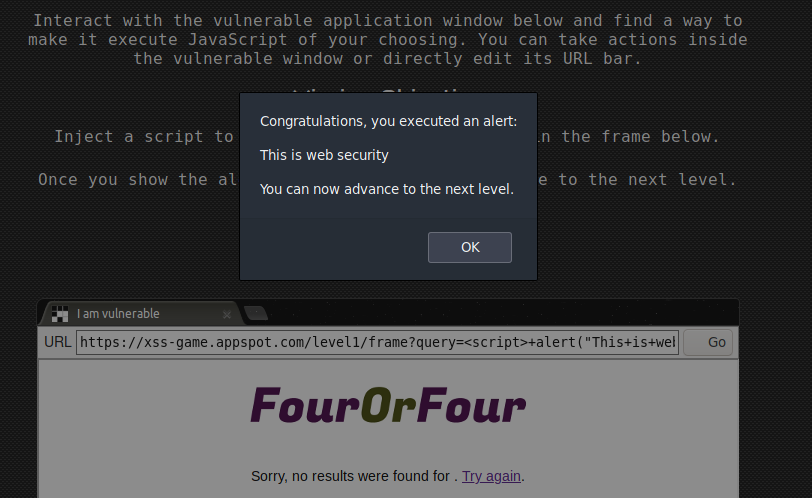 Interact with the vulnerable application window below and find a way to
make it execute JavaScript of your choosing. You can take actions inside
the vulnerable window or directly edit its URL bar.
Congratulations, you executed an alert:
Inject a script to in the frame below.
This is web security
Once you show the al e to the next level.
You can now advance to the next level.
OK
I am vulnerable
URL https://xss-game.appspot.com/level1/frame?query=<script>+alert("This+is+wel Go
FourOrFour
Sorry, no results were found for . Try again.